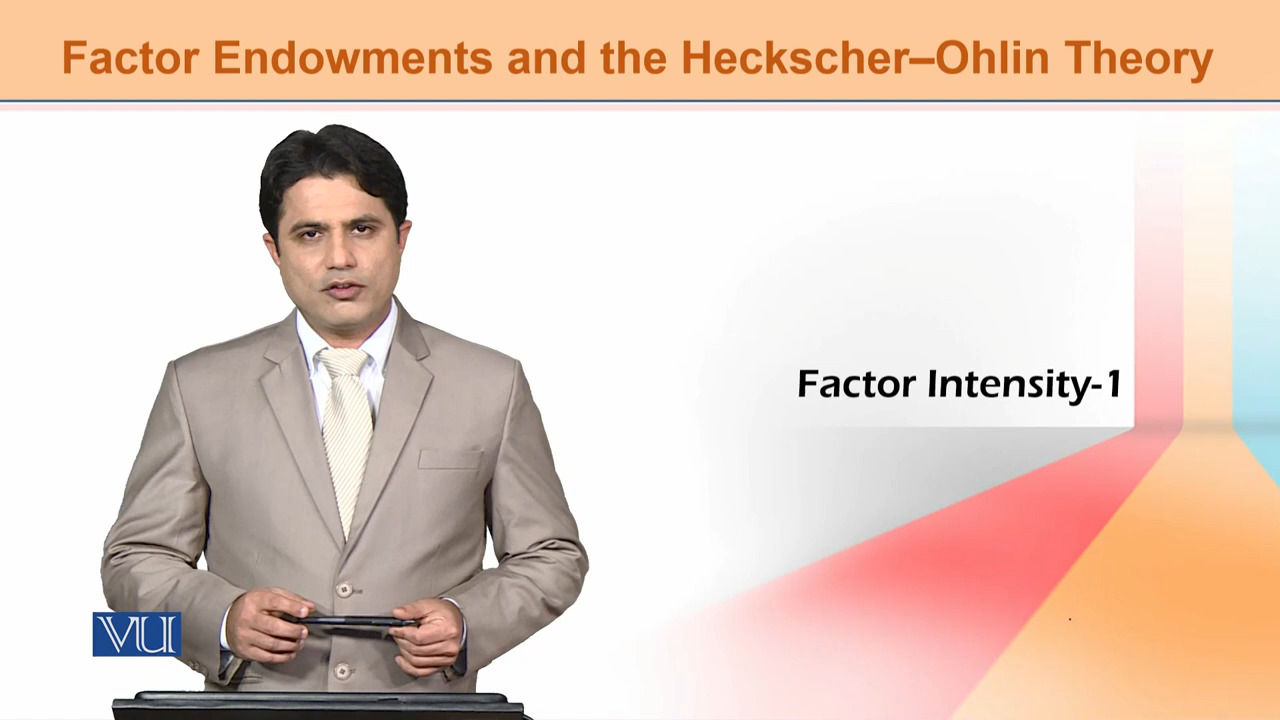 Factor Endowments and the Heckscher–Ohlin Theory
Factor Intensity-1
VU